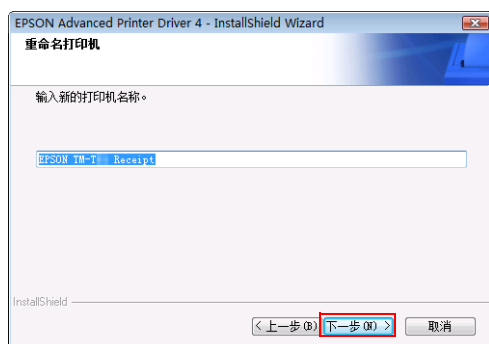 EPSON Advanced Printer Driver 4 - InstallShield Wizard
重命名打印机
输入新的打印机名称。
EPSON TM-T Receipt
InstallShield
< 上一步(B) 下一步(N) > 取消